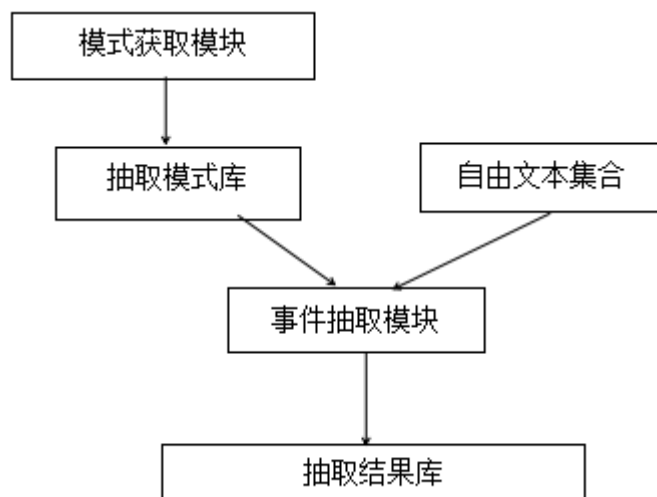 模式获取模块
抽取模式库
自由文本集合
事件抽取模块
抽取结果库